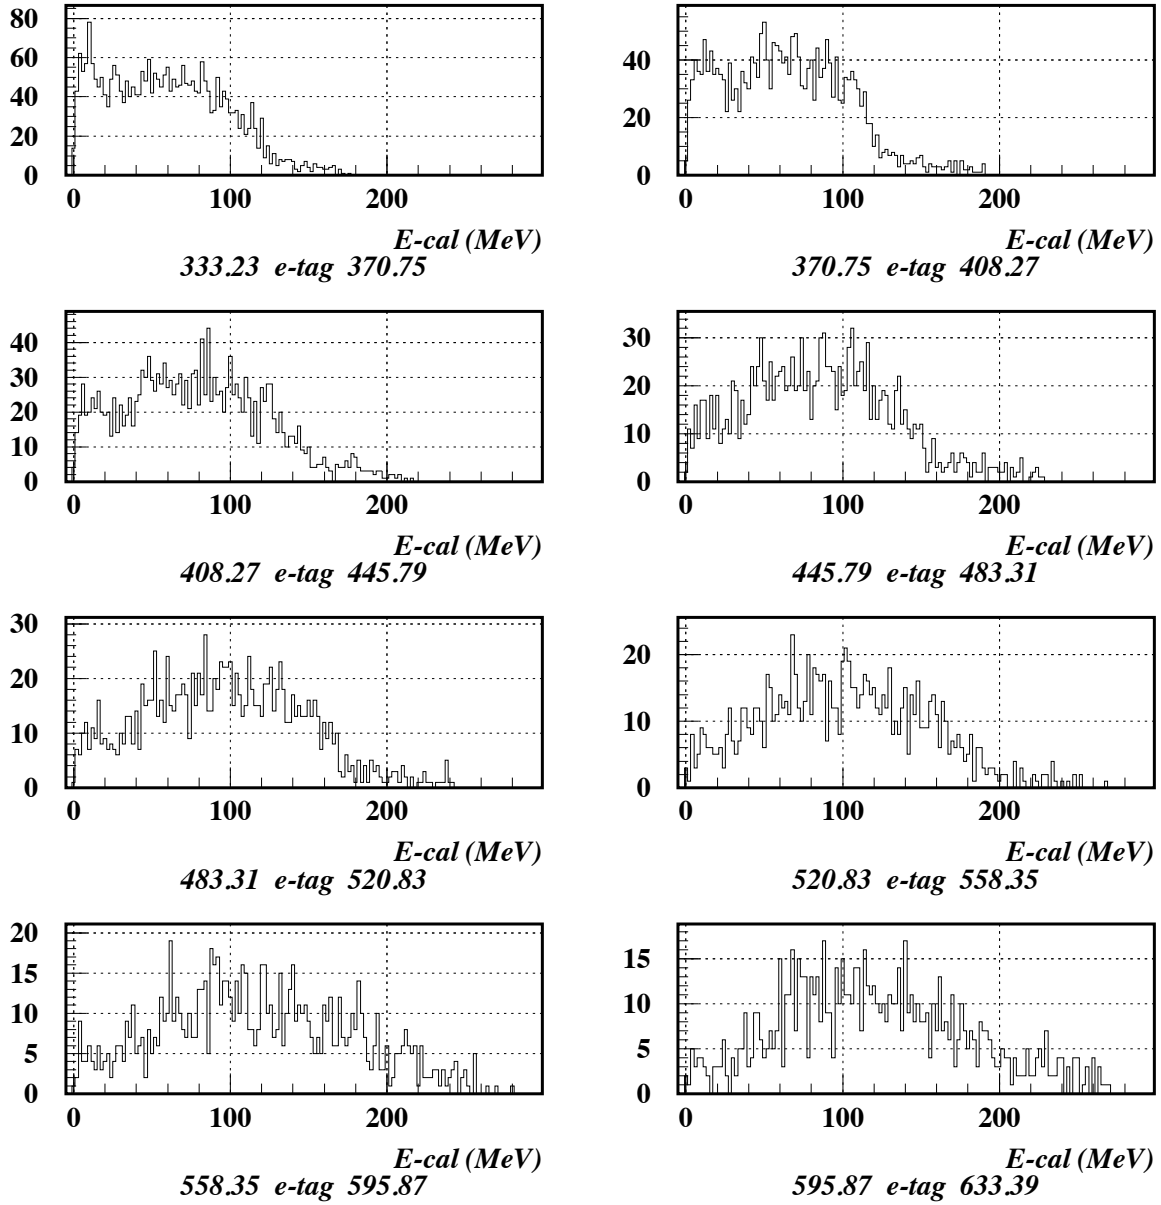 80
60
40
20
0
0 100 200
E-cal (MeV)
333.23 e-tag 370.75
40
20
0
0 100 200
E-cal (MeV)
370.75 e-tag 408.27
40
30
20
10
0
0 100 200
E-cal (MeV)
408.27 e-tag 445.79
30
20
10
0
0 100 200
E-cal (MeV)
445.79 e-tag 483.31
30
20
10
0
0 100 200
E-cal (MeV)
483.31 e-tag 520.83
20
10
0
0 100 200
E-cal (MeV)
520.83 e-tag 558.35
20
15
10
5
0
0 100 200
E-cal (MeV)
558.35 e-tag 595.87
15
10
5
0
0 100 200
E-cal (MeV)
595.87 e-tag 633.39